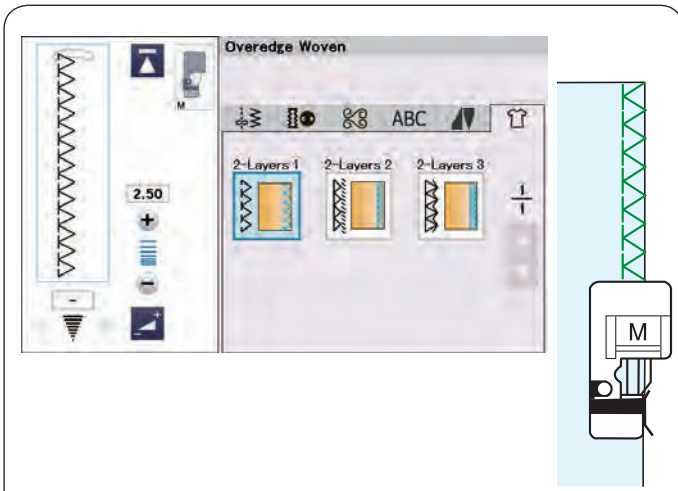 Overedge Woven
M
ABC
2-Layers 1 2-Layers 2 2-Layers 3
2.50
1
1
+
-
-
M